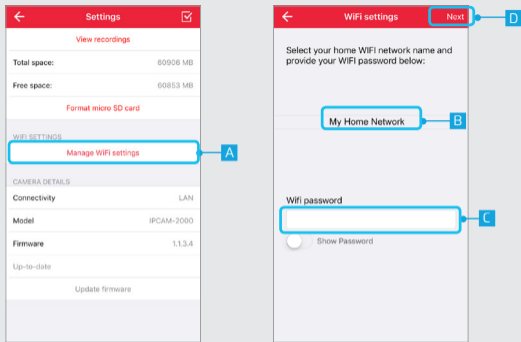 Settings
View recordings
Total space: 60906 MB
Free space: 60853 MB
Format micro SD card
WIFI SETTINGS
Manage WiFi settings
A
CAMERA DETAILS
Connectivity LAN
Model IPCAM-2000
Firmware 1.1.3.4
Up-to-date
Update firmware
WiFi settings Next
D
Select your home WIFI network name and
provide your WIFI password below:
My Home Network
B
Wifi password
C
Show Password